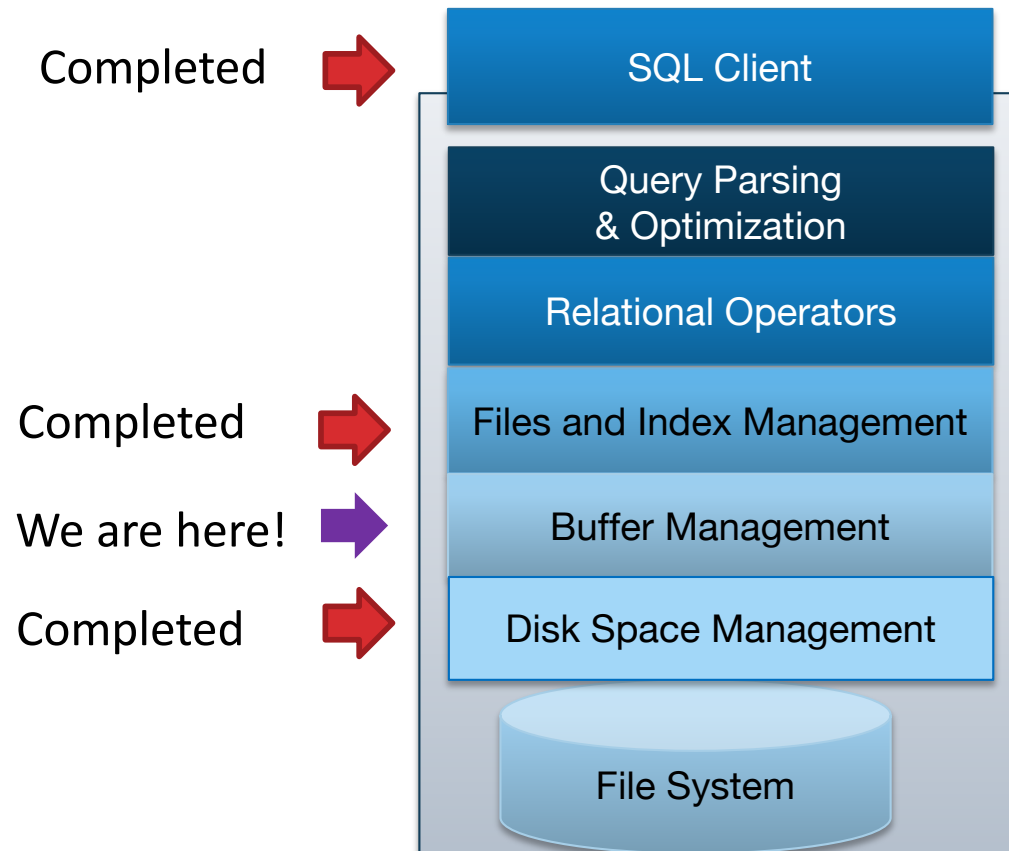 Completed
SQL Client
Query Parsing
& Optimization
Relational Operators
Completed
Files and Index Management
We are here!
Buffer Management
Completed
Disk Space Management
File System